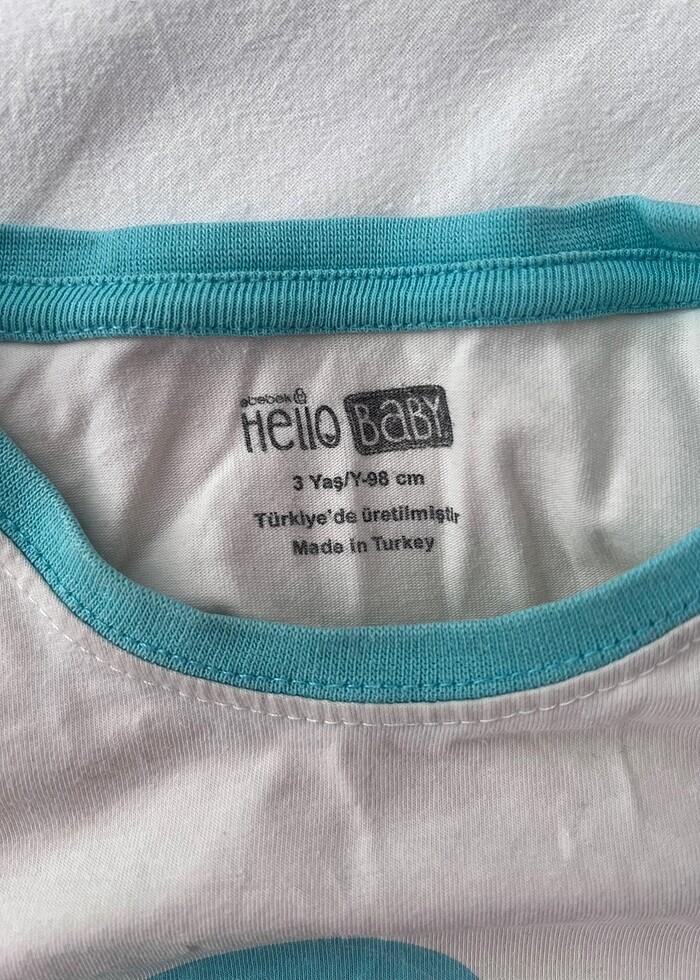 ebebek
Hello BaBY
3 Yaş/Y-98 cm
Türkiye'de üretilmiştir
Made in Turkey